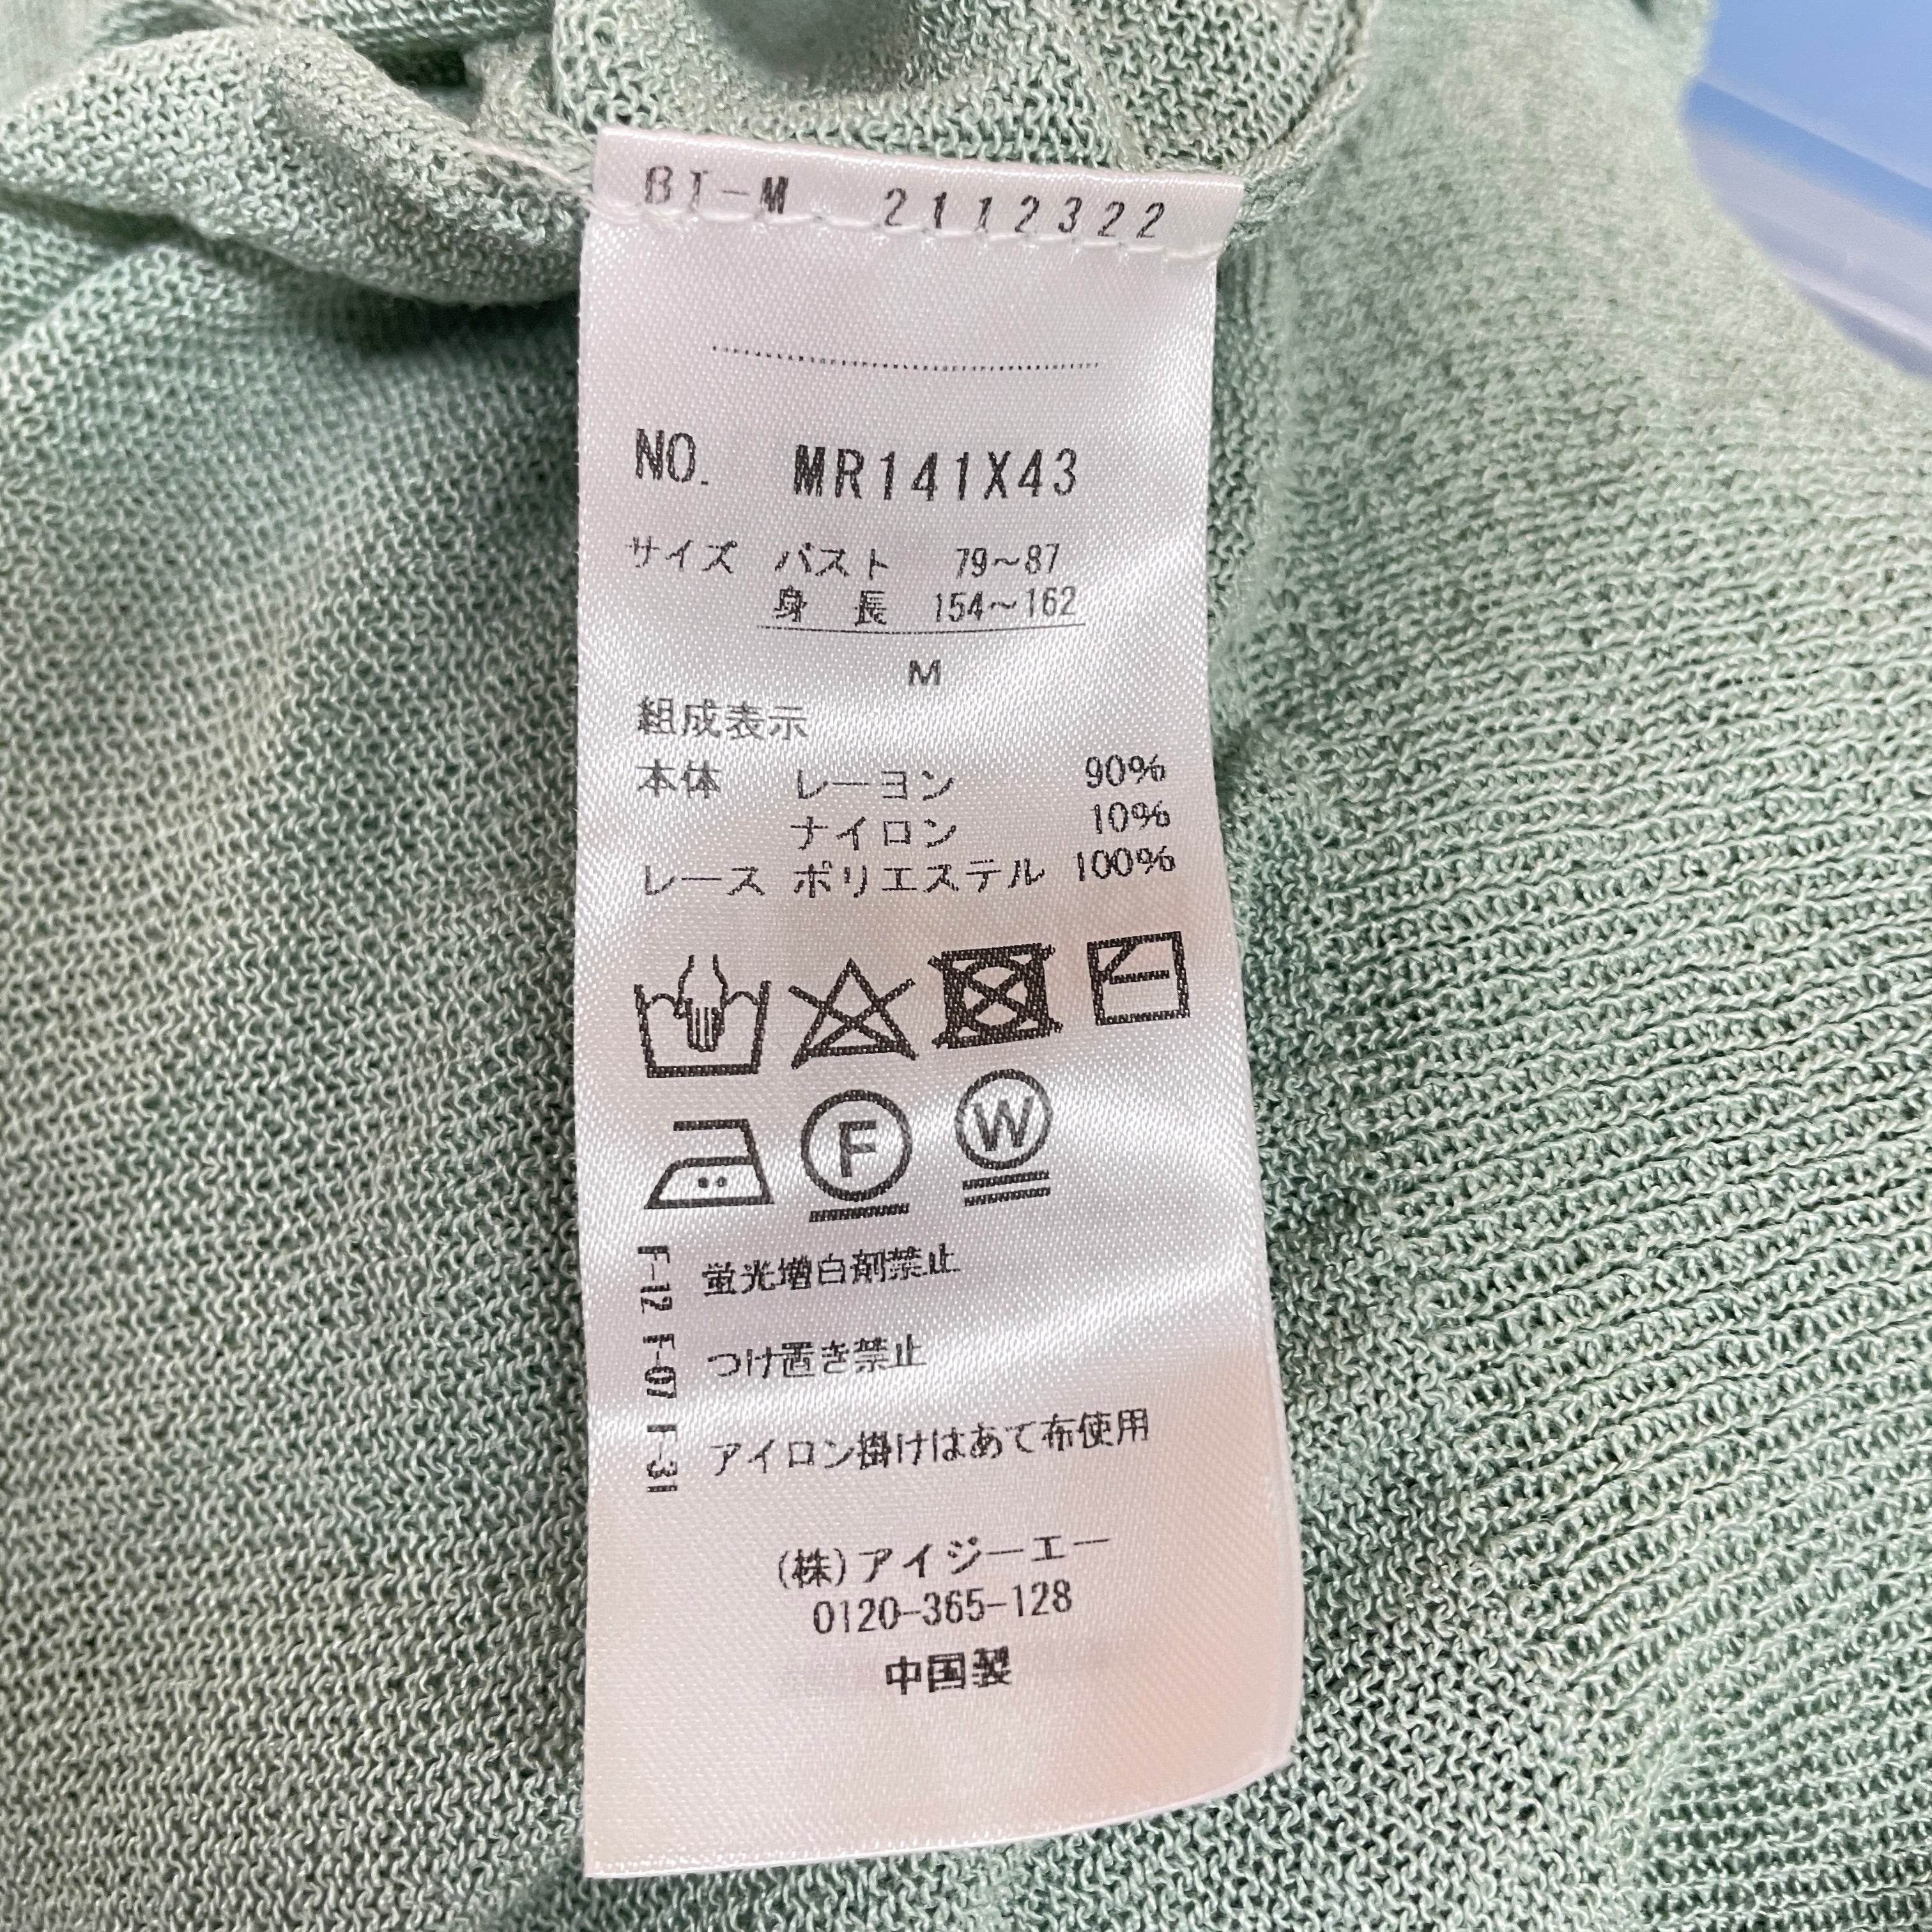 BT-M 2112322
NO. MR141X43
サイズ バスト 79～87
身 長 154～162
M
組成表示
本体 レーヨン 90%
ナイロン 10%
レース ポリエステル 100%
F
W
F-12 蛍光増白剤禁止
F-07 つけ置き禁止
F-31 アイロン掛けはあて布使用
(株)アイジーエー
0120-365-128
中国製